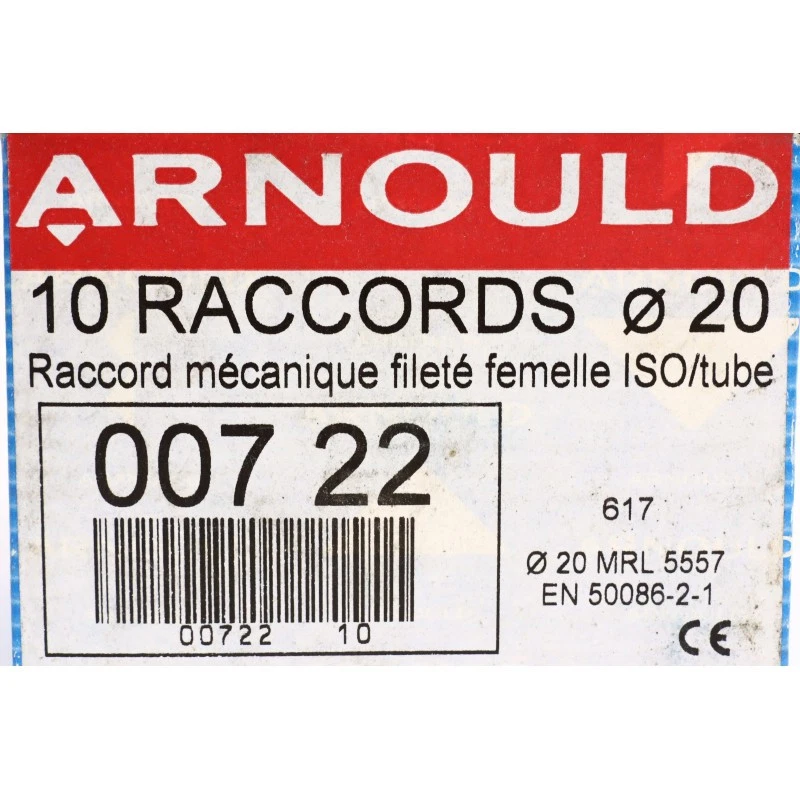 ARNOULD
10 RACCORDS ø 20
Raccord mécanique fileté femelle ISO/tube
007 22
00722 10
617
Ø 20 MRL 5557
EN 50086-2-1
CE